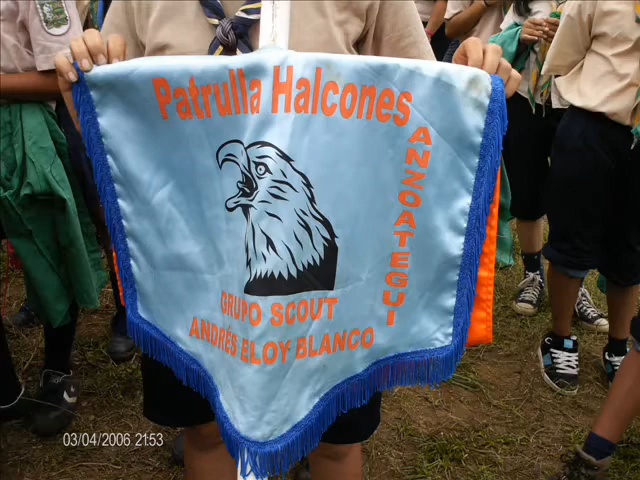 Patrulla Halcones
ANZOATEGUI
GRUPO SCOUT
ANDRÉS ELOY BLANCO
03/04/2006 21:53